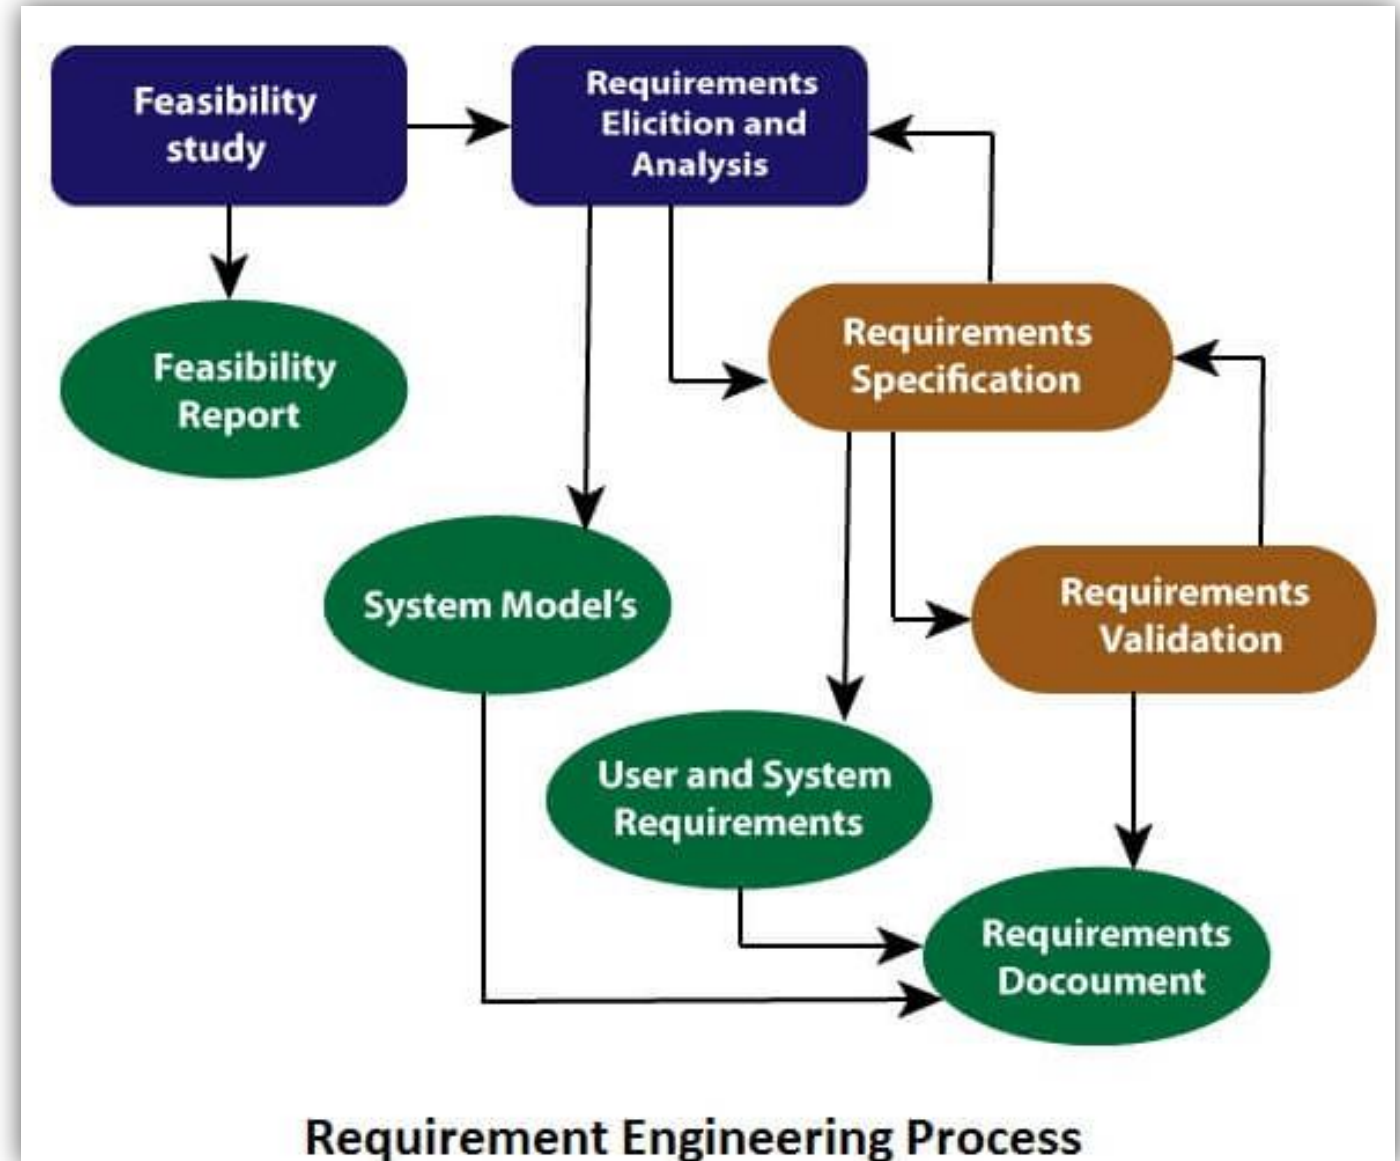 Feasibility
study
Requirements
Elicition and
Analysis
Requirements
Specification
Feasibility
Report
System Model's
Requirements
Validation
User and System
Requirements
Requirements
Docoument
Requirement Engineering Process